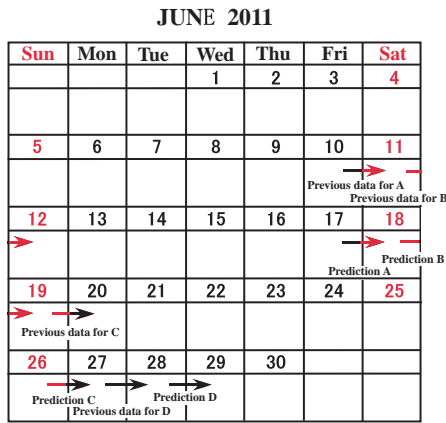 JUNE 2011
Sun Mon Tue Wed Thu Fri Sat
1 2 3 4
5 6 7 8 9 10 11
Previous data for A
Previous data for B
12 13 14 15 16 17 18
Prediction B
Prediction A
19 20 21 22 23 24 25
Previous data for C
26 27 28 29 30
Prediction C
Prediction D
Previous data for D